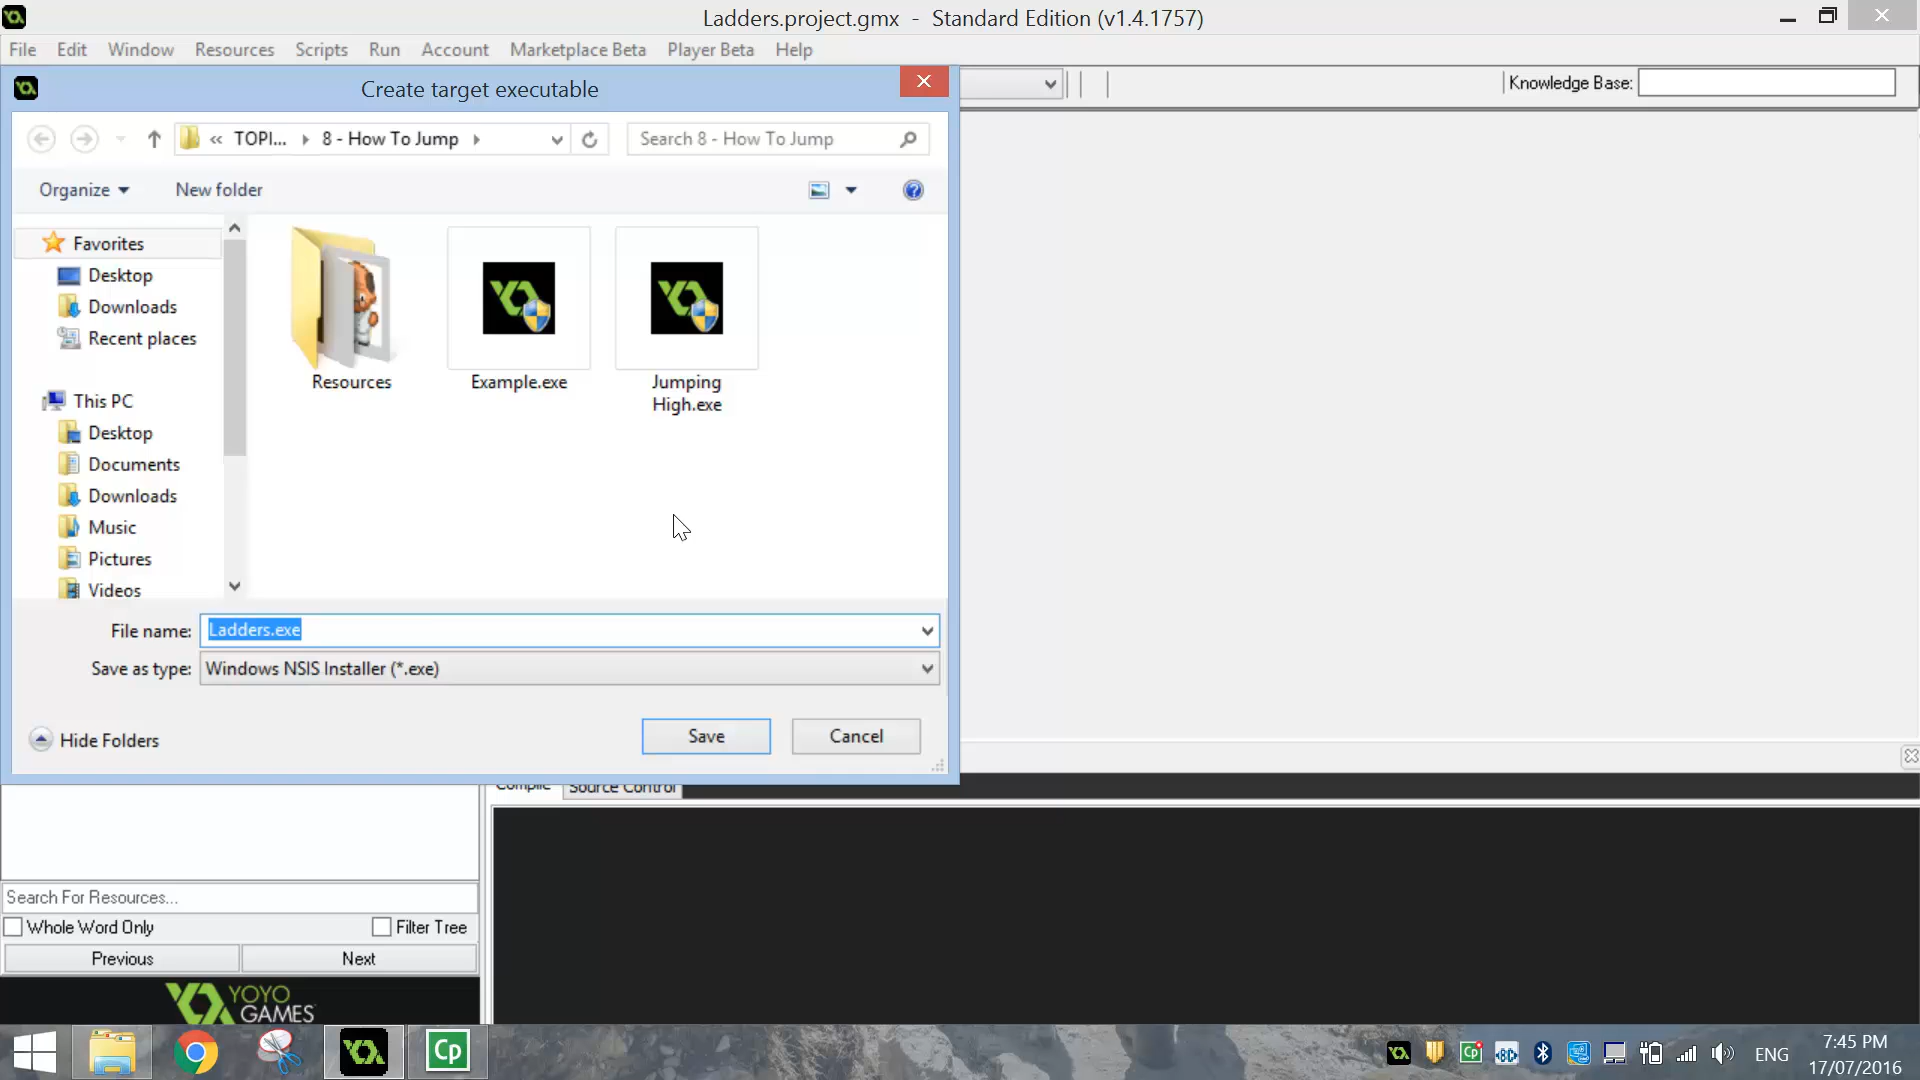 Ladders.project.gmx - Standard Edition (v1.4.1757)
File Edit Window Resources Scripts Run Account Marketplace Beta Player Beta Help
Create target executable
Knowledge Base:
« TOPI... 8 - How To Jump
Search 8 - How To Jump
Organize
New folder
Favorites
Desktop
Downloads
Recent places
This PC
Desktop
Documents
Downloads
Music
Pictures
Videos
Resources
Example.exe
Jumping
High.exe
File name: Ladders.exe
Save as type: Windows NSIS Installer (*.exe)
Hide Folders
Save
Cancel
Compile
Source Control
Search For Resources...
Whole Word Only
Filter Tree
Previous
Next
YOYO
GAMES
Cp
Cp
ENG
7:45 PM
17/07/2016